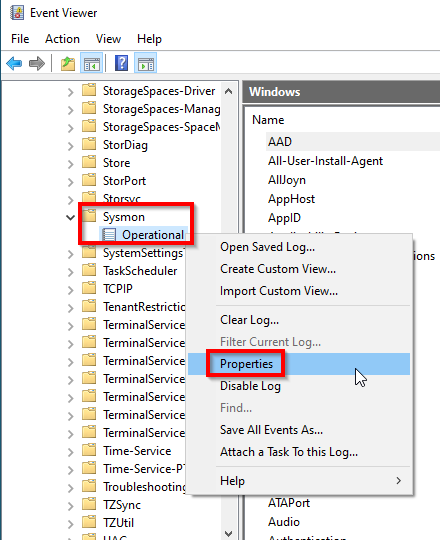 Event Viewer
File Action View Help
StorageSpaces-Driver
StorageSpaces-Manag
StorageSpaces-SpaceM
StorDiag
Store
StorPort
Storsvc
Sysmon
Operational
SystemSettings
TaskScheduler
TCPIP
TenantRestrictio
TerminalService
TerminalService
TerminalService
TerminalService
TerminalService
TerminalService
Time-Service
Time-Service-PT
Troubleshooting
TZSync
TZUtil
UAC
Windows
Name
AAD
All-User-Install-Agent
AllJoyn
AppHost
AppID
Open Saved Log...
Create Custom View...
Import Custom View...
Clear Log...
Filter Current Log...
Properties
Disable Log
Find...
Save All Events As...
Attach a Task To this Log...
Help
ATAPort
Audio
Authentication